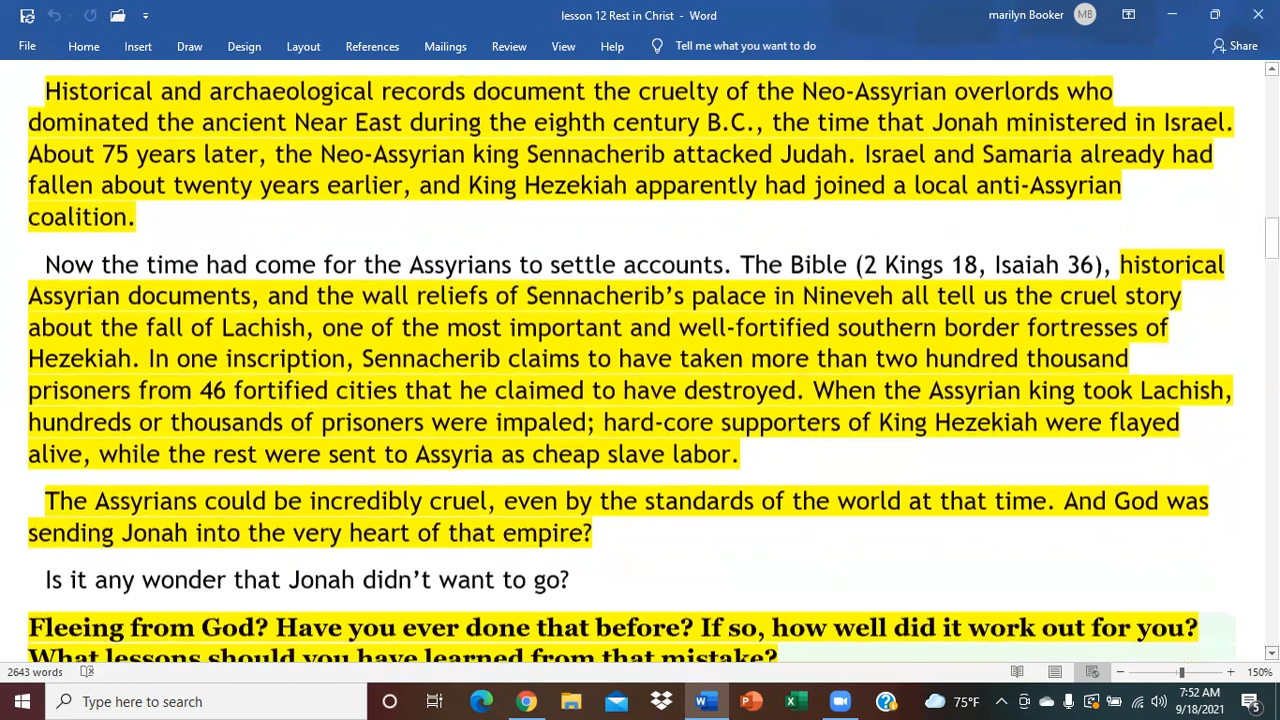 lesson 12 Rest in Christ - Word
marilyn Booker MB
File Home Insert Draw Design Layout References Mailings Review View Help Tell me what you want to do Share
Historical and archaeological records document the cruelty of the Neo-Assyrian overlords who
dominated the ancient Near East during the eighth century B.C., the time that Jonah ministered in Israel.
About 75 years later, the Neo-Assyrian king Sennacherib attacked Judah. Israel and Samaria already had
fallen about twenty years earlier, and King Hezekiah apparently had joined a local anti-Assyrian
coalition.
Now the time had come for the Assyrians to settle accounts. The Bible (2 Kings 18, Isaiah 36), historical
Assyrian documents, and the wall reliefs of Sennacherib's palace in Nineveh all tell us the cruel story
about the fall of Lachish, one of the most important and well-fortified southern border fortresses of
Hezekiah. In one inscription, Sennacherib claims to have taken more than two hundred thousand
prisoners from 46 fortified cities that he claimed to have destroyed. When the Assyrian king took Lachish,
hundreds or thousands of prisoners were impaled; hard-core supporters of King Hezekiah were flayed
alive, while the rest were sent to Assyria as cheap slave labor.
The Assyrians could be incredibly cruel, even by the standards of the world at that time. And God was
sending Jonah into the very heart of that empire?
Is it any wonder that Jonah didn't want to go?
Fleeing from God? Have you ever done that before? If so, how well did it work out for you?
What lessons should you have learned from that mistake?
2643 words
150%
Type here to search
75°F
7:52 AM
9/18/2021
5